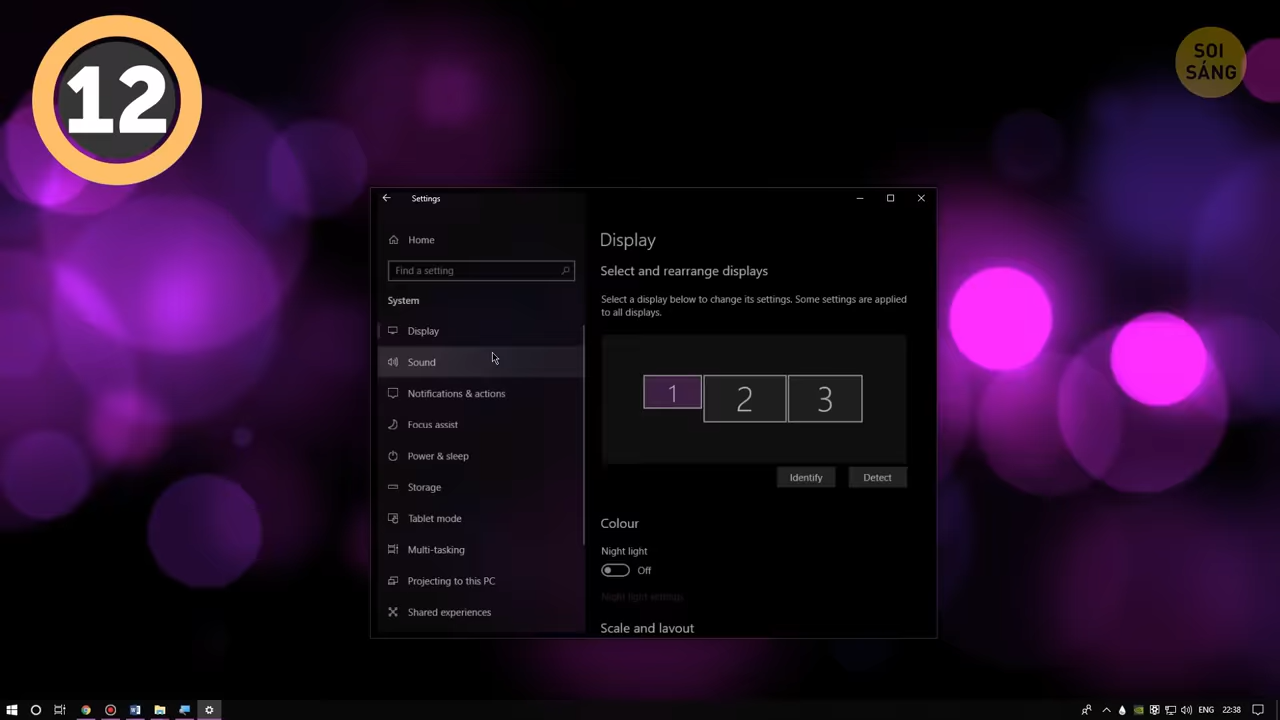 12
SOI
SÁNG
Settings
Home
Find a setting
System
Display
Sound
Notifications & actions
Focus assist
Power & sleep
Storage
Tablet mode
Multi-tasking
Projecting to this PC
Shared experiences
Display
Select and rearrange displays
Select a display below to change its settings. Some settings are applied
to all displays.
1 2 3
Identify Detect
Colour
Night light
Off
Night light settings
Scale and layout
ENG 22:38